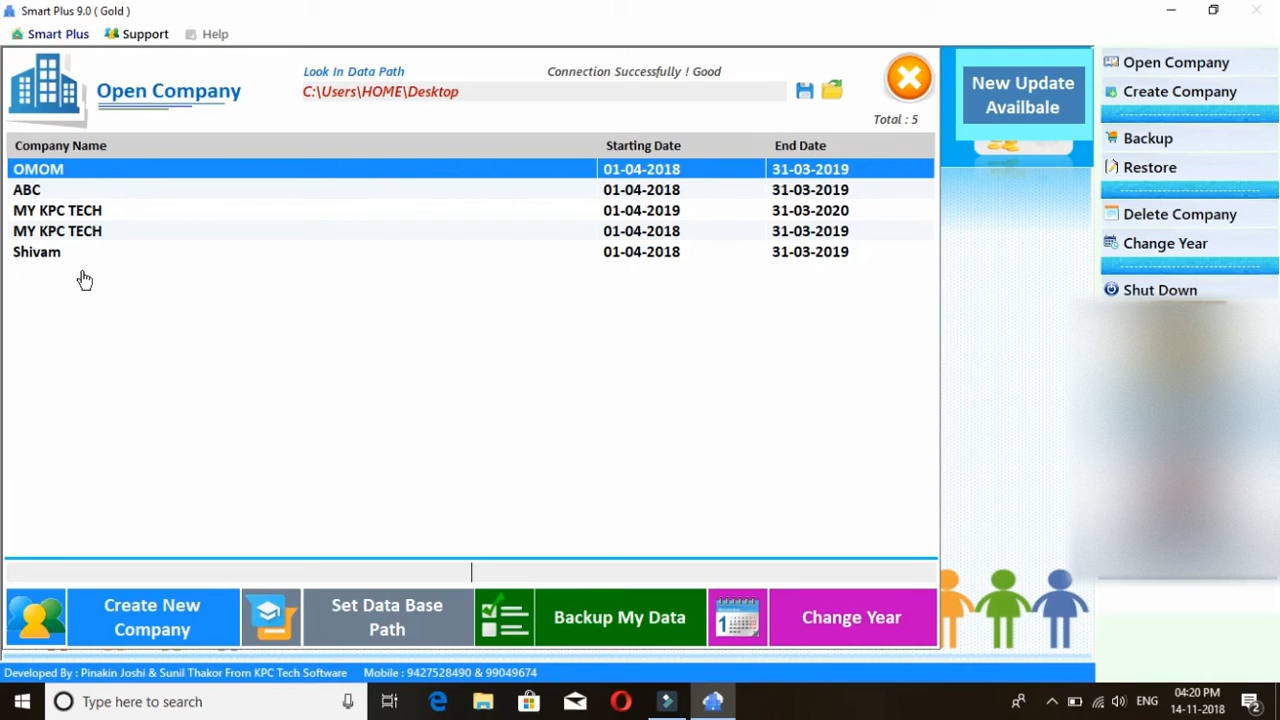 Smart Plus 9.0 ( Gold )
Smart Plus Support Help
Open Company
Look In Data Path
Connection Successfully ! Good
C:\Users\HOME\Desktop
Total : 5
Company Name Starting Date End Date
OMOM 01-04-2018 31-03-2019
ABC 01-04-2018 31-03-2019
MY KPC TECH 01-04-2019 31-03-2020
MY KPC TECH 01-04-2018 31-03-2019
Shivam 01-04-2018 31-03-2019
New Update
Availbale
Open Company
Create Company
Backup
Restore
Delete Company
Change Year
Shut Down
Create New
Company
Set Data Base
Path
Backup My Data
Change Year
Developed By : Pinakin Joshi & Sunil Thakor From KPC Tech Software Mobile : 9427528490 & 99049674
Type here to search
ENG
04:20 PM
14-11-2018
2